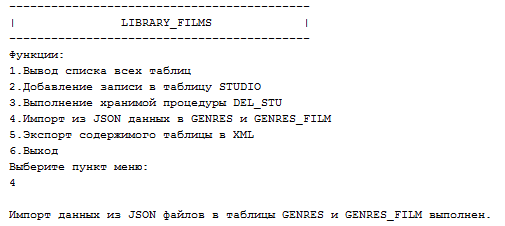 -------------------------------------------
|               LIBRARY_FILMS             |
-------------------------------------------
Функции:
1.Вывод списка всех таблиц
2.Добавление записи в таблицу STUDIO
3.Выполнение хранимой процедуры DEL_STU
4.Импорт из JSON данных в GENRES и GENRES_FILM
5.Экспорт содержимого таблицы в XML
6.Выход
Выберите пункт меню:
4
Импорт данных из JSON файлов в таблицы GENRES и GENRES_FILM выполнен.